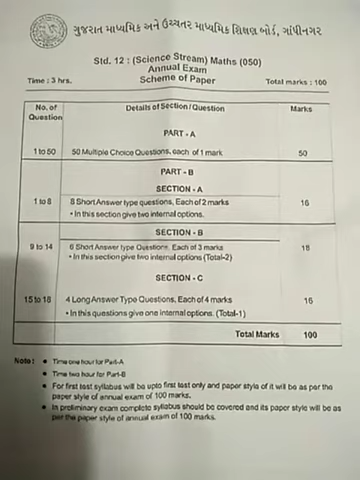 ગુજરાત માધ્યમિક અને ઉચ્ચતર માધ્યમિક શિક્ષણ બોર્ડ, ગાંધીનગર
Std. 12 : (Science Stream) Maths (050)
Annual Exam
Time : 3 hrs. Scheme of Paper Total marks : 100
No. of Question Details of Section / Question Marks
PART - A
1 to 50 50 Multiple Choice Questions, each of 1 mark 50
PART - B
SECTION - A
1 to 8 8 Short Answer type questions, Each of 2 marks 16
• In this section give two internal options.
SECTION - B
9 to 14 6 Short Answer type Questions, Each of 3 marks 18
• In this section give two internal options (Total-2)
SECTION - C
15 to 18 4 Long Answer Type Questions, Each of 4 marks 16
• In this questions give one internal options. (Total-1)
Total Marks 100
Note : • Time one hour for Part-A
• Time two hour for Part-B
• For first test syllabus will be upto first test only and paper style of it will be as per the
paper style of annual exam of 100 marks.
• In preliminary exam complete syllabus should be covered and its paper style will be as
per the paper style of annual exam of 100 marks.